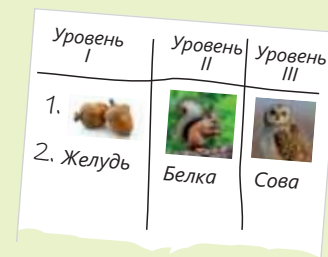 Уровень I
Уровень II
Уровень III
1.
2. Желудь
Белка
Сова